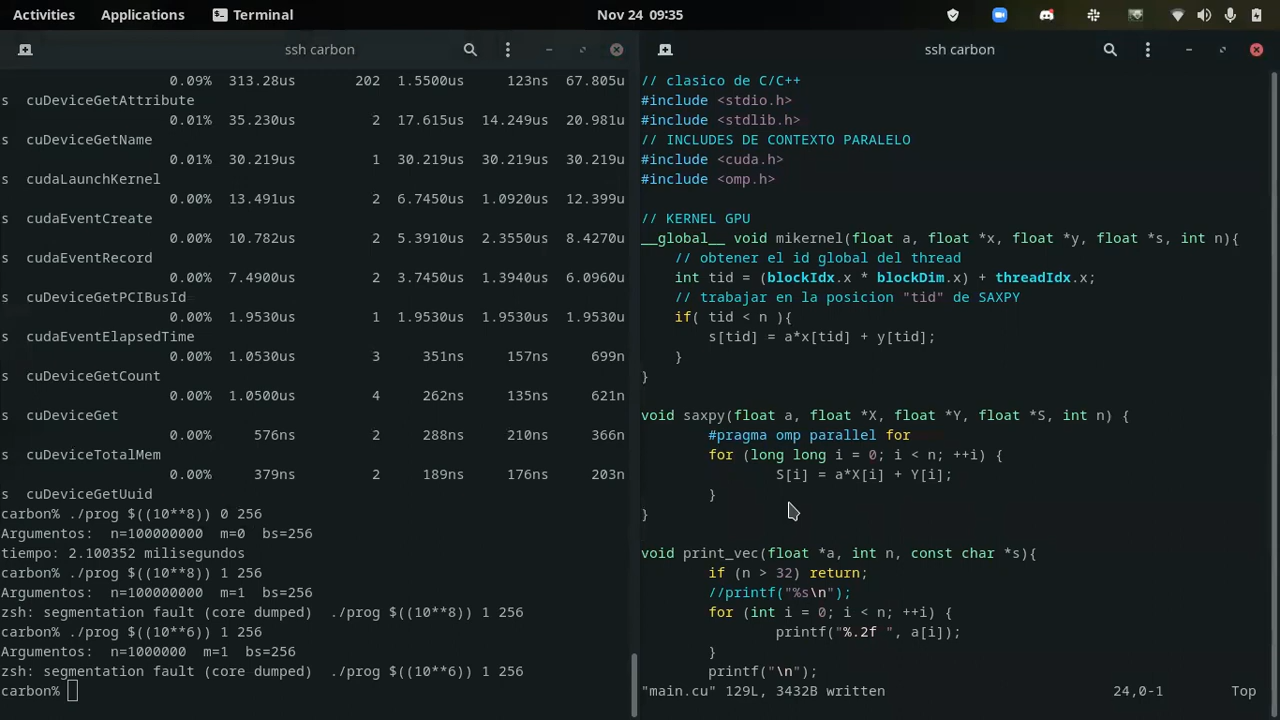 Activities Applications Terminal Nov 24 09:35
ssh carbon
0.09% 313.28us 202 1.5500us 123ns 67.805u
s cuDeviceGetAttribute
0.01% 35.230us 2 17.615us 14.249us 20.981u
s cuDeviceGetName
0.01% 30.219us 1 30.219us 30.219us 30.219u
s cudaLaunchKernel
0.00% 13.491us 2 6.7450us 1.0920us 12.399u
s cudaEventCreate
0.00% 10.782us 2 5.3910us 2.3550us 8.4270u
s cudaEventRecord
0.00% 7.4900us 2 3.7450us 1.3940us 6.0960u
s cuDeviceGetPCIBusId
0.00% 1.9530us 1 1.9530us 1.9530us 1.9530u
s cudaEventElapsedTime
0.00% 1.0530us 3 351ns 157ns 699n
s cuDeviceGetCount
0.00% 1.0500us 4 262ns 135ns 621n
s cuDeviceGet
0.00% 576ns 2 288ns 210ns 366n
s cuDeviceTotalMem
0.00% 379ns 2 189ns 176ns 203n
s cuDeviceGetUuid
carbon% ./prog $((10**8)) 0 256
Argumentos: n=100000000 m=0 bs=256
tiempo: 2.100352 milisegundos
carbon% ./prog $((10**8)) 1 256
Argumentos: n=100000000 m=1 bs=256
zsh: segmentation fault (core dumped) ./prog $((10**8)) 1 256
carbon% ./prog $((10**6)) 1 256
Argumentos: n=1000000 m=1 bs=256
zsh: segmentation fault (core dumped) ./prog $((10**6)) 1 256
carbon%
ssh carbon
// clasico de C/C++
#include <stdio.h>
#include <stdlib.h>
// INCLUDES DE CONTEXTO PARALELO
#include <cuda.h>
#include <omp.h>
// KERNEL GPU
__global__ void mikernel(float a, float *x, float *y, float *s, int n){
// obtener el id global del thread
int tid = (blockIdx.x * blockDim.x) + threadIdx.x;
// trabajar en la posicion "tid" de SAXPY
if( tid < n ){
s[tid] = a*x[tid] + y[tid];
}
}
void saxpy(float a, float *X, float *Y, float *S, int n) {
#pragma omp parallel for
for (long long i = 0; i < n; ++i) {
S[i] = a*X[i] + Y[i];
}
}
void print_vec(float *a, int n, const char *s){
if (n > 32) return;
//printf("%s\n");
for (int i = 0; i < n; ++i) {
printf("%.2f ", a[i]);
}
printf("\n");
"main.cu" 129L, 3432B written 24,0-1 Top